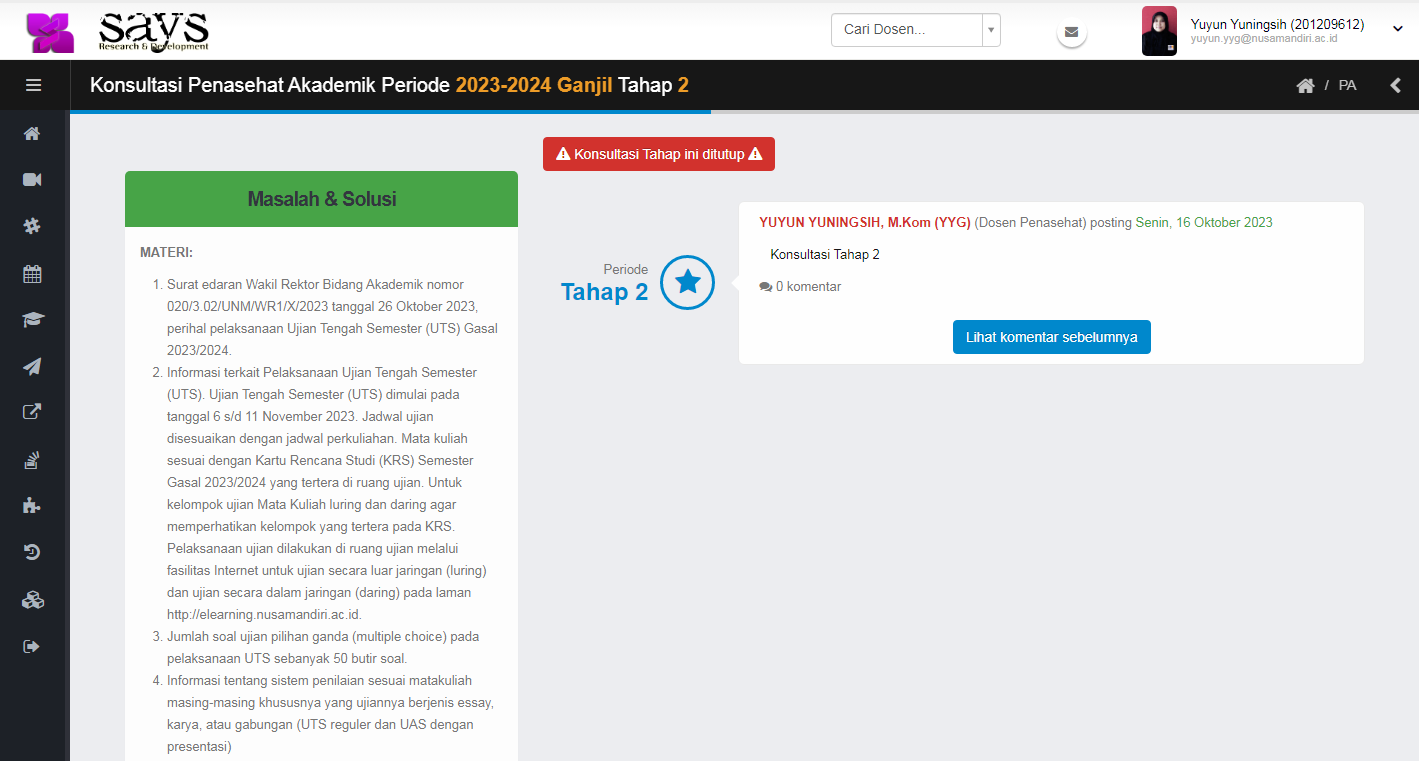 says
Research & Development
Cari Dosen...
Yuyun Yuningsih (201209612)
yuyun.yyg@nusamandiri.ac.id
Konsultasi Penasehat Akademik Periode 2023-2024 Ganjil Tahap 2
/ PA
Konsultasi Tahap ini ditutup
Masalah & Solusi
MATERI:
1. Surat edaran Wakil Rektor Bidang Akademik nomor
020/3.02/UNM/WR1/X/2023 tanggal 26 Oktober 2023,
perihal pelaksanaan Ujian Tengah Semester (UTS) Gasal
2023/2024.
2. Informasi terkait Pelaksanaan Ujian Tengah Semester
(UTS). Ujian Tengah Semester (UTS) dimulai pada
tanggal 6 s/d 11 November 2023. Jadwal ujian
disesuaikan dengan jadwal perkuliahan. Mata kuliah
sesuai dengan Kartu Rencana Studi (KRS) Semester
Gasal 2023/2024 yang tertera di ruang ujian. Untuk
kelompok ujian Mata Kuliah luring dan daring agar
memperhatikan kelompok yang tertera pada KRS.
Pelaksanaan ujian dilakukan di ruang ujian melalui
fasilitas Internet untuk ujian secara luar jaringan (luring)
dan ujian secara dalam jaringan (daring) pada laman
http://elearning.nusamandiri.ac.id.
3. Jumlah soal ujian pilihan ganda (multiple choice) pada
pelaksanaan UTS sebanyak 50 butir soal.
4. Informasi tentang sistem penilaian sesuai matakuliah
masing-masing khususnya yang ujiannya berjenis essay,
karya, atau gabungan (UTS reguler dan UAS dengan
presentasi)
Periode
Tahap 2
YUYUN YUNINGSIH, M.Kom (YYG) (Dosen Penasehat) posting Senin, 16 Oktober 2023
Konsultasi Tahap 2
0 komentar
Lihat komentar sebelumnya